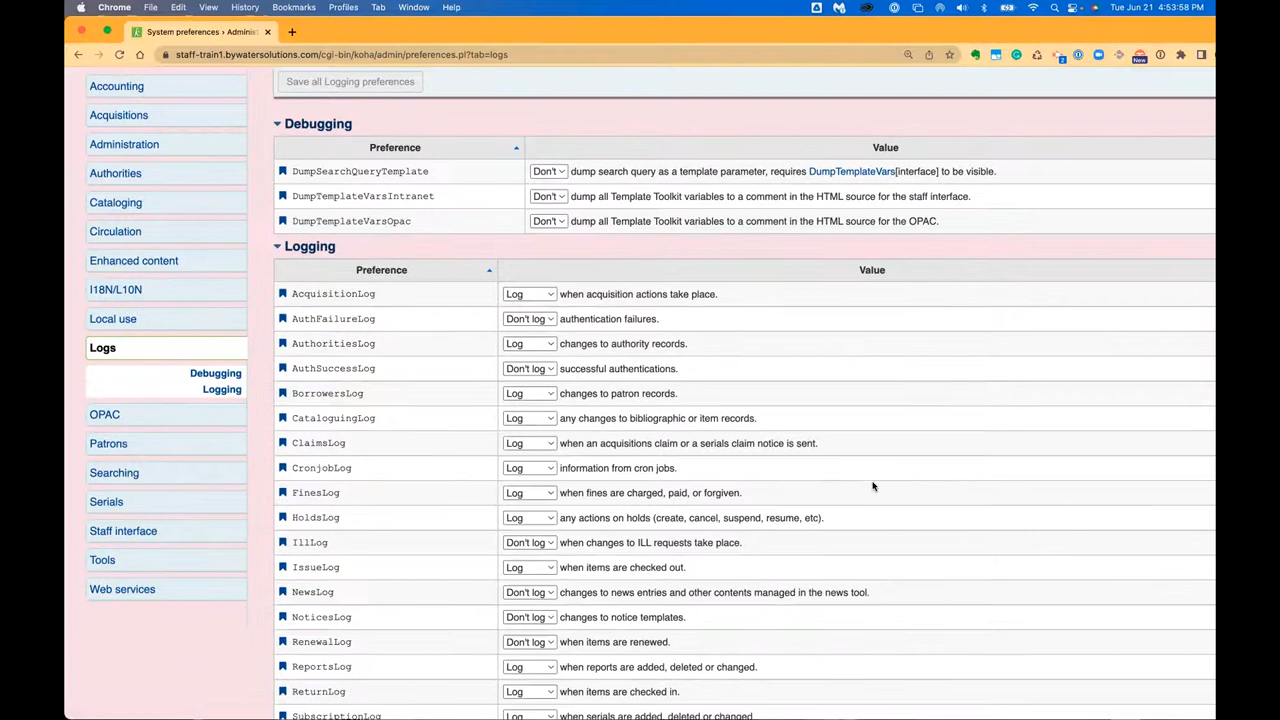 Chrome File Edit View History Bookmarks Profiles Tab Window Help Tue Jun 21 4:53:58 PM
System preferences › Adminis
staff-train1.bywatersolutions.com/cgi-bin/koha/admin/preferences.pl?tab=logs
2
New
Accounting
Acquisitions
Administration
Authorities
Cataloging
Circulation
Enhanced content
I18N/L10N
Local use
Logs
Debugging
Logging
OPAC
Patrons
Searching
Serials
Staff interface
Tools
Web services
Save all Logging preferences
Debugging
Preference Value
DumpSearchQueryTemplate Don't dump search query as a template parameter, requires DumpTemplateVars[interface] to be visible.
DumpTemplateVarsIntranet Don't dump all Template Toolkit variables to a comment in the HTML source for the staff interface.
DumpTemplateVarsOpac Don't dump all Template Toolkit variables to a comment in the HTML source for the OPAC.
Logging
Preference Value
AcquisitionLog Log when acquisition actions take place.
AuthFailureLog Don't log authentication failures.
AuthoritiesLog Log changes to authority records.
AuthSuccessLog Don't log successful authentications.
BorrowersLog Log changes to patron records.
CataloguingLog Log any changes to bibliographic or item records.
ClaimsLog Log when an acquisitions claim or a serials claim notice is sent.
CronjobLog Log information from cron jobs.
FinesLog Log when fines are charged, paid, or forgiven.
HoldsLog Log any actions on holds (create, cancel, suspend, resume, etc).
IllLog Don't log when changes to ILL requests take place.
IssueLog Log when items are checked out.
NewsLog Don't log changes to news entries and other contents managed in the news tool.
NoticesLog Don't log changes to notice templates.
RenewalLog Don't log when items are renewed.
ReportsLog Log when reports are added, deleted or changed.
ReturnLog Log when items are checked in.
SubscriptionLog Log when serials are added, deleted or changed